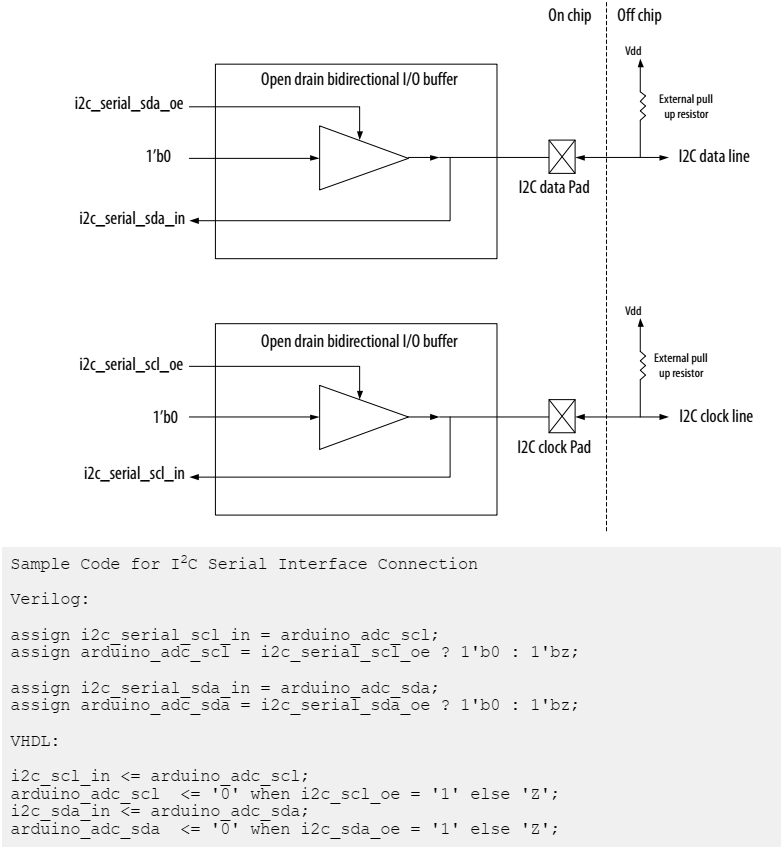 On chip Off chip
Vdd
Open drain bidirectional I/O buffer
i2c_serial_sda_oe
External pull
up resistor
1'b0
I2C data line
I2C data Pad
i2c_serial_sda_in
Vdd
Open drain bidirectional I/O buffer
i2c_serial_scl_oe
External pull
up resistor
1'b0
I2C clock line
I2C clock Pad
i2c_serial_scl_in
Sample Code for I²C Serial Interface Connection
Verilog:
assign i2c_serial_scl_in = arduino_adc_scl;
assign arduino_adc_scl = i2c_serial_scl_oe ? 1'b0 : 1'bz;
assign i2c_serial_sda_in = arduino_adc_sda;
assign arduino_adc_sda = i2c_serial_sda_oe ? 1'b0 : 1'bz;
VHDL:
i2c_scl_in <= arduino_adc_scl;
arduino_adc_scl  <= '0' when i2c_scl_oe = '1' else 'Z';
i2c_sda_in <= arduino_adc_sda;
arduino_adc_sda  <= '0' when i2c_sda_oe = '1' else 'Z';